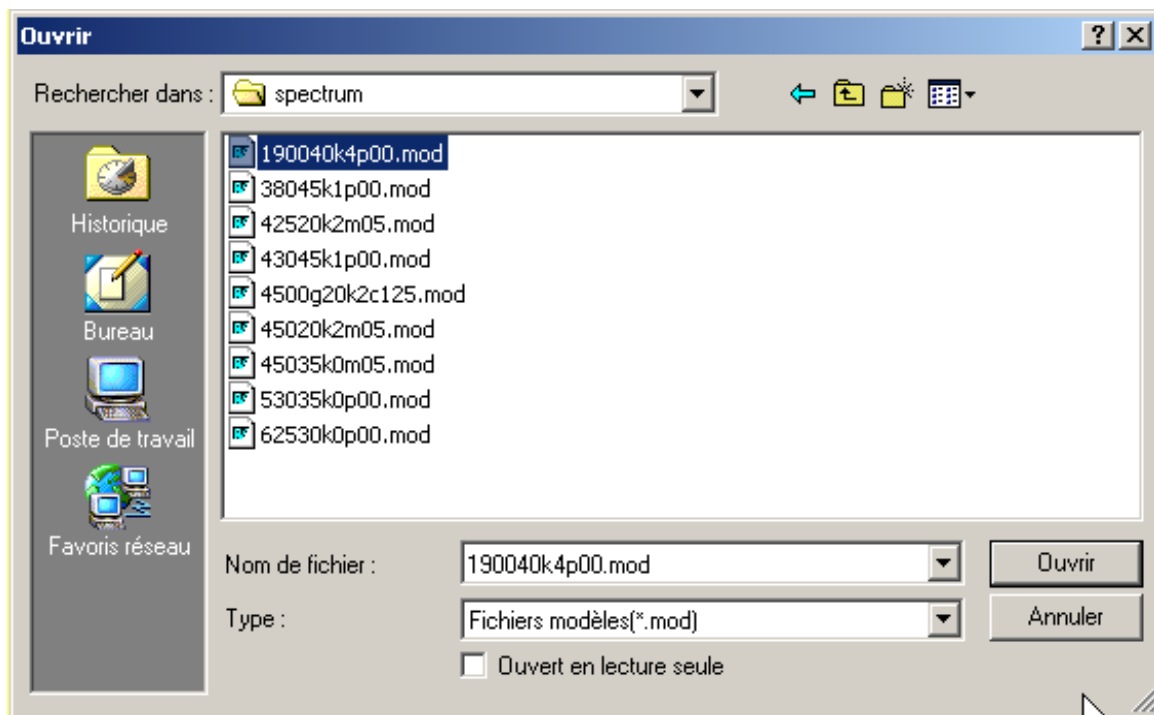 Ouvrir
Rechercher dans :
spectrum
Historique
Bureau
Poste de travail
Favoris réseau
190040k4p00.mod
38045k1p00.mod
42520k2m05.mod
43045k1p00.mod
4500g20k2c125.mod
45020k2m05.mod
45035k0m05.mod
53035k0p00.mod
62530k0p00.mod
Nom de fichier :
190040k4p00.mod
Ouvrir
Type :
Fichiers modèles(*.mod)
Annuler
Ouvert en lecture seule